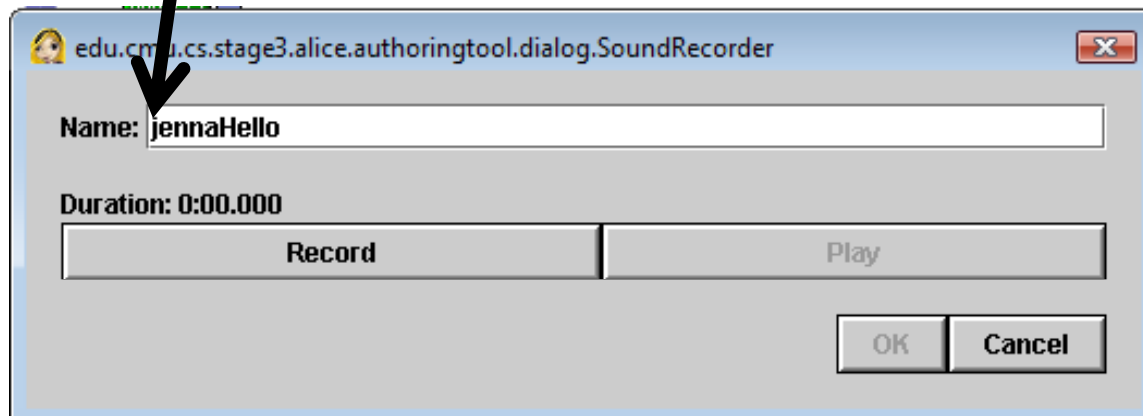 edu.cmu.cs.stage3.alice.authoringtool.dialog.SoundRecorder
Name: jennaHello
Duration: 0:00.000
Record Play
OK Cancel